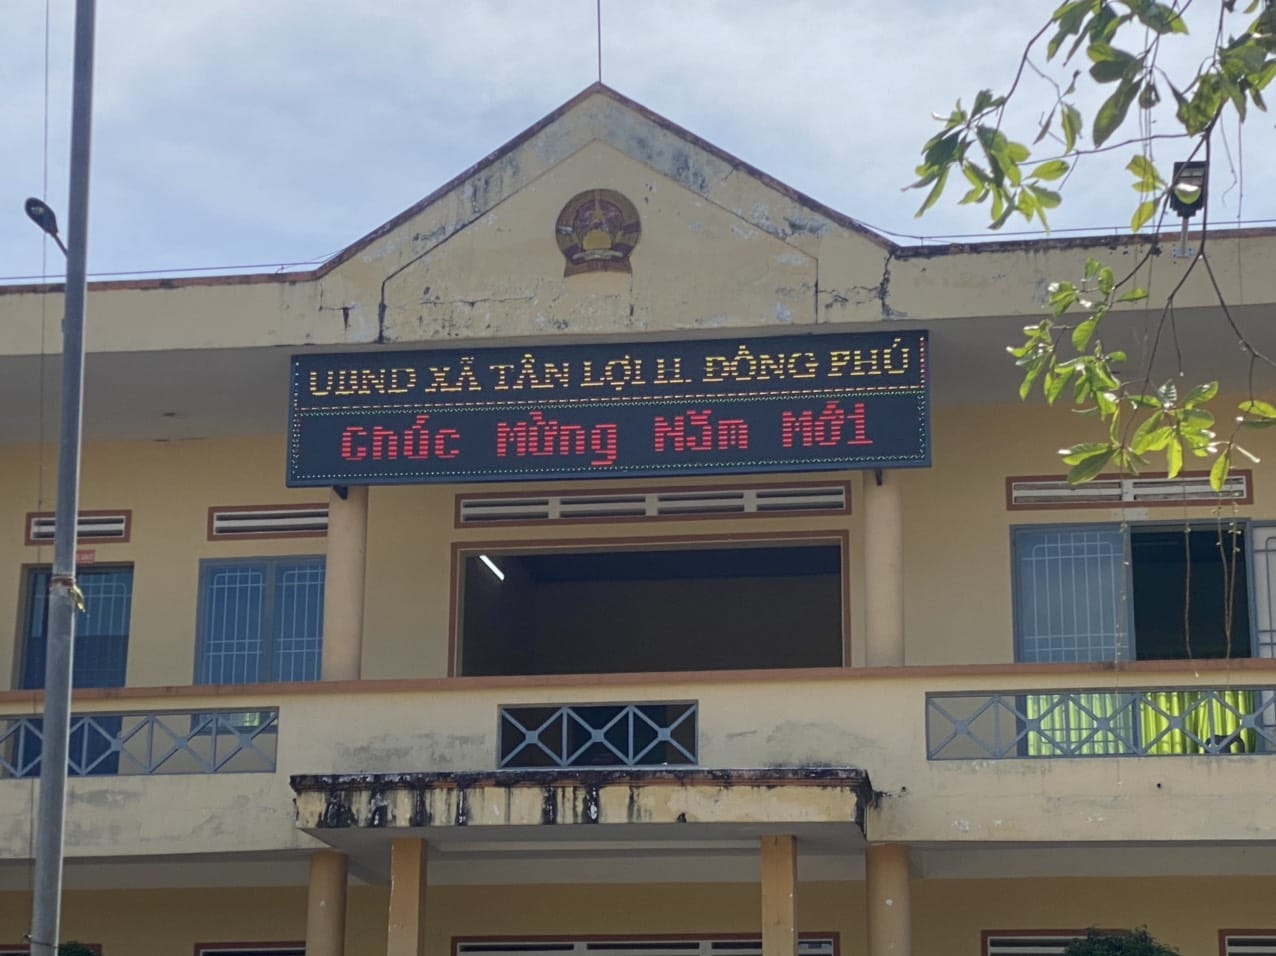 UBND XÃ TÂN LỢI H. ĐỒNG PHÚ
Chúc Mừng Năm Mới